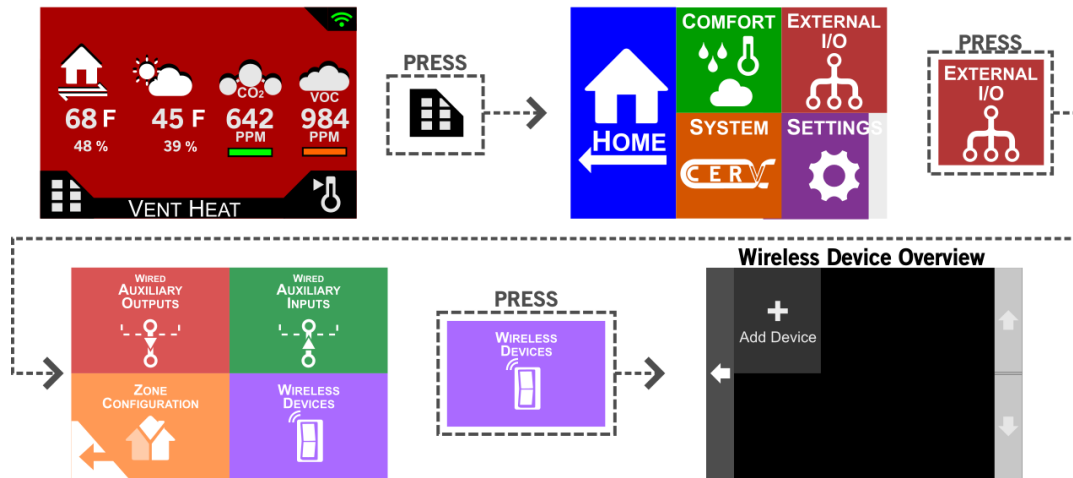 PRESS
COMFORT
EXTERNAL
I/O
PRESS
EXTERNAL
I/O
CO2
VOC
68 F
45 F
642
984
PPM
PPM
48 %
39 %
HOME
SYSTEM
SETTINGS
CERV
VENT HEAT
Wireless Device Overview
WIRED
AUXILIARY
OUTPUTS
WIRED
AUXILIARY
INPUTS
PRESS
WIRELESS
DEVICES
Add Device
ZONE
CONFIGURATION
WIRELESS
DEVICES